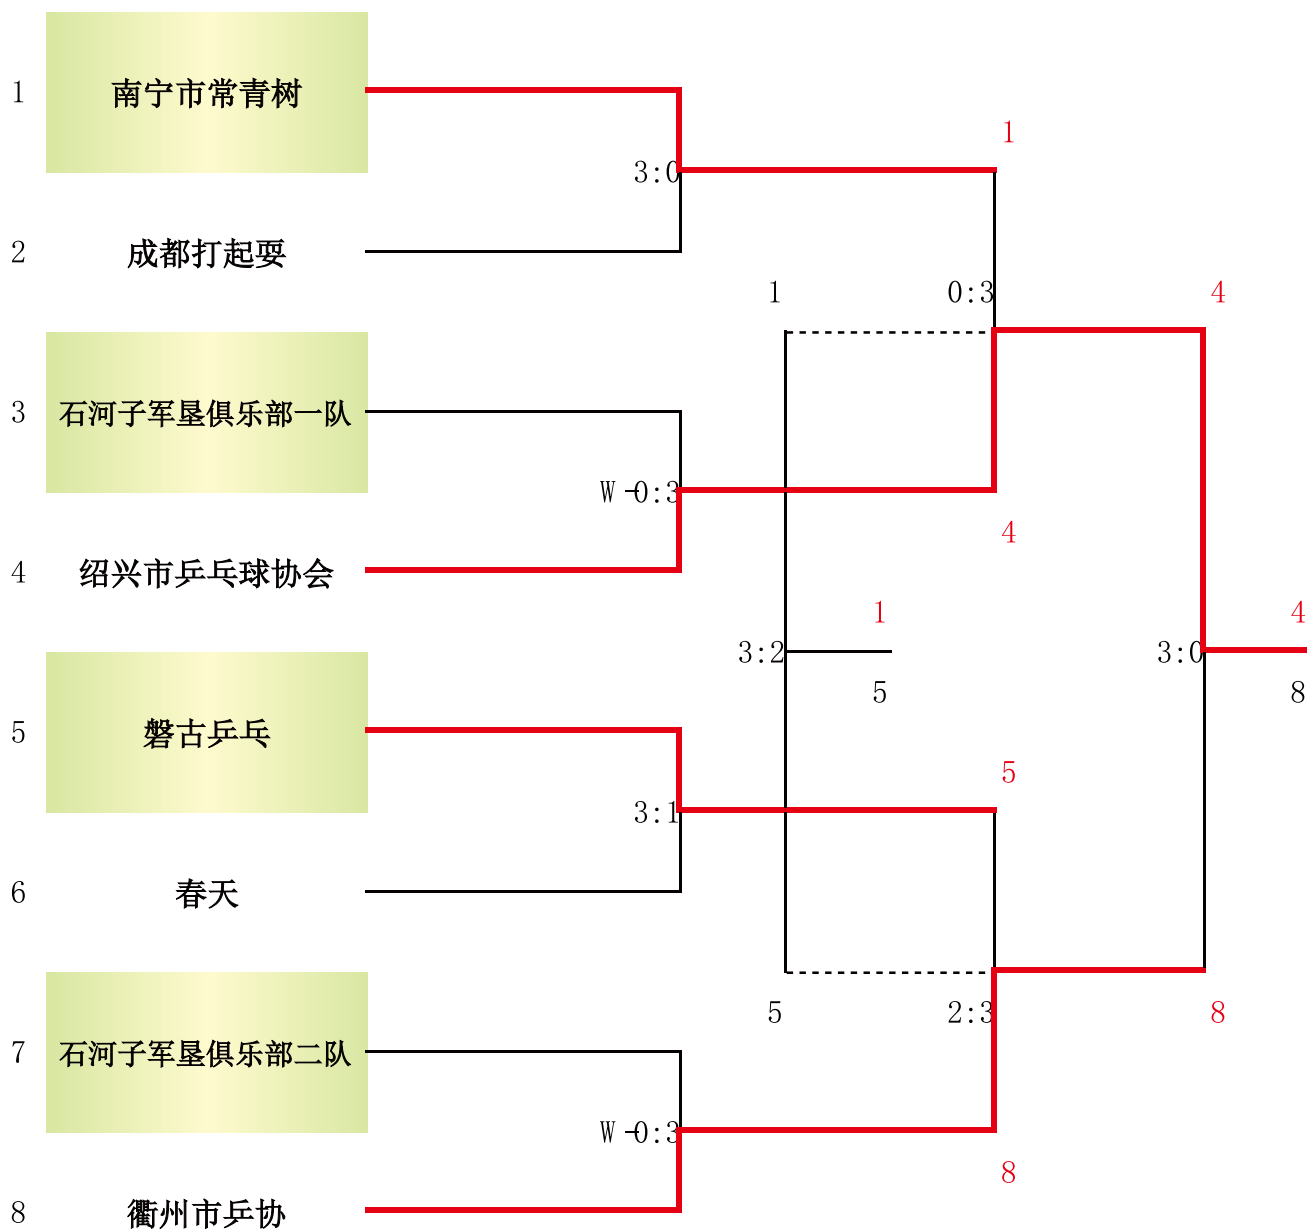 1 南宁市常青树
1
3:0
2 成都打起耍
1 0:3 4
3 石河子军垦俱乐部一队
W-0:3
4
4 绍兴市乒乓球协会
1 4
3:2 3:0
5 8
5 磐古乒乓
5
3:1
6 春天
5 2:3 8
7 石河子军垦俱乐部二队
W-0:3
8
8 衢州市乒协